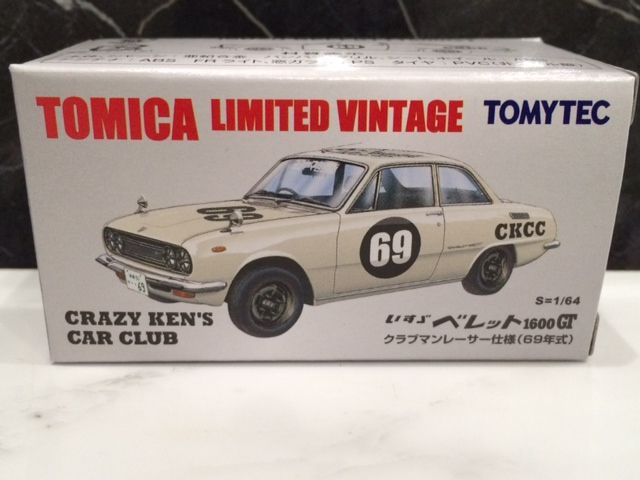 TOMICA LIMITED VINTAGE TOMYTEC
69
CKCC
69
S=1/64
CRAZY KEN'S
CAR CLUB
いすゞ ベレット1600GT
クラブマンレーサー仕様(69年式)